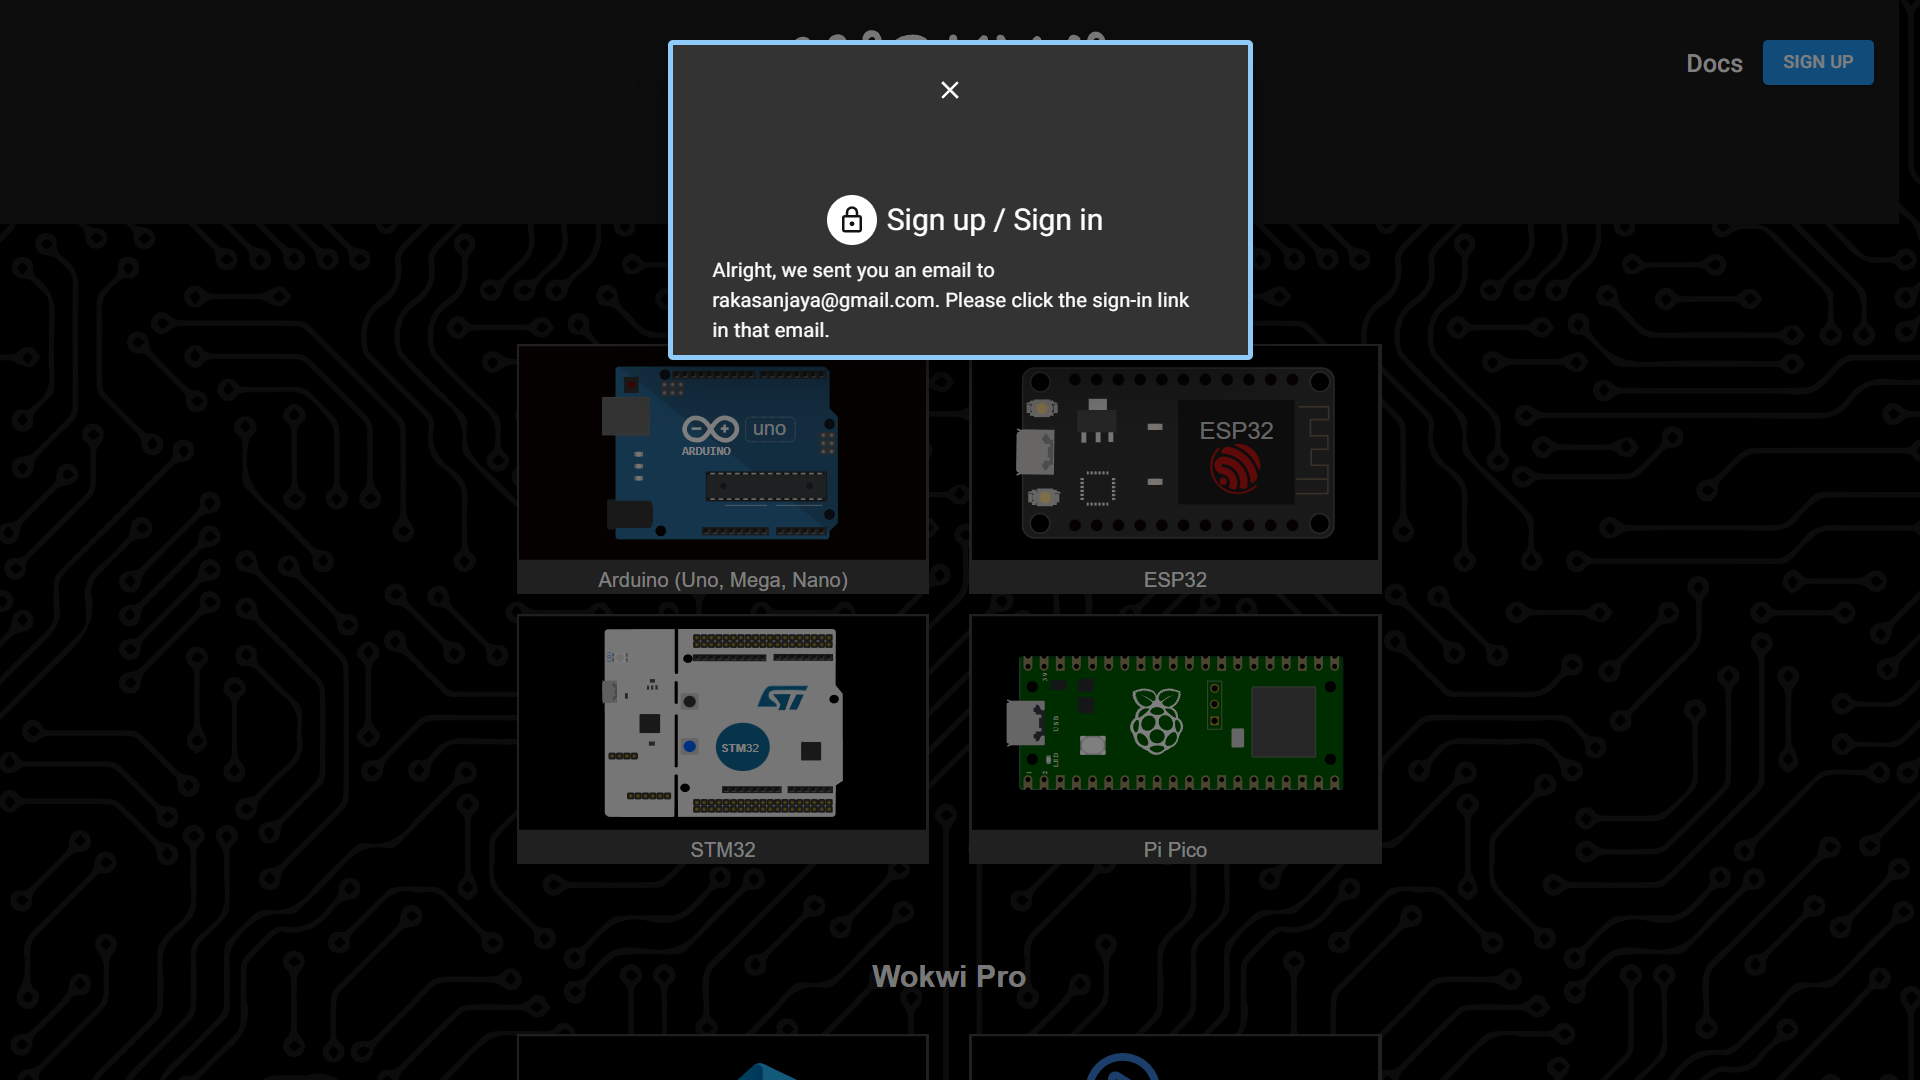 Docs
SIGN UP
Sign up / Sign in
Alright, we sent you an email to
rakasanjaya@gmail.com. Please click the sign-in link
in that email.
uno
ARDUINO
ESP32
Arduino (Uno, Mega, Nano)
ESP32
STM32
USB
LED
STM32
Pi Pico
Wokwi Pro